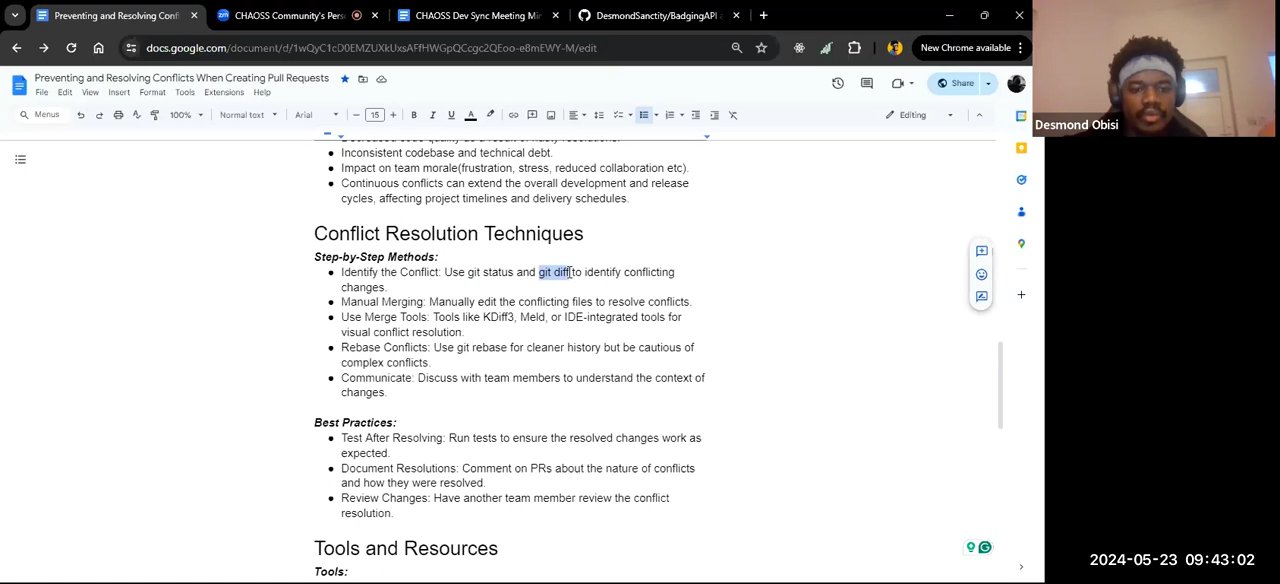 Preventing and Resolving Conf
CHAOSS Community's Pers
CHAOSS Dev Sync Meeting Min
DesmondSanctity/BadgingAPI
docs.google.com/document/d/1wQyC1cD0EMZUXkUxsAFfHWGpQCcgc2QEoo-e8mEWY-M/edit
New Chrome available
Preventing and Resolving Conflicts When Creating Pull Requests
File Edit View Insert Format Tools Extensions Help
Share
Menus 100% Normal text Arial 15 B I U A Editing
Desmond Obisi
Inconsistent codebase and technical debt.
Impact on team morale(frustration, stress, reduced collaboration etc).
Continuous conflicts can extend the overall development and release
cycles, affecting project timelines and delivery schedules.
Conflict Resolution Techniques
Step-by-Step Methods:
Identify the Conflict: Use git status and git diff to identify conflicting
changes.
Manual Merging: Manually edit the conflicting files to resolve conflicts.
Use Merge Tools: Tools like KDiff3, Meld, or IDE-integrated tools for
visual conflict resolution.
Rebase Conflicts: Use git rebase for cleaner history but be cautious of
complex conflicts.
Communicate: Discuss with team members to understand the context of
changes.
Best Practices:
Test After Resolving: Run tests to ensure the resolved changes work as
expected.
Document Resolutions: Comment on PRs about the nature of conflicts
and how they were resolved.
Review Changes: Have another team member review the conflict
resolution.
Tools and Resources
Tools:
2024-05-23 09:43:02